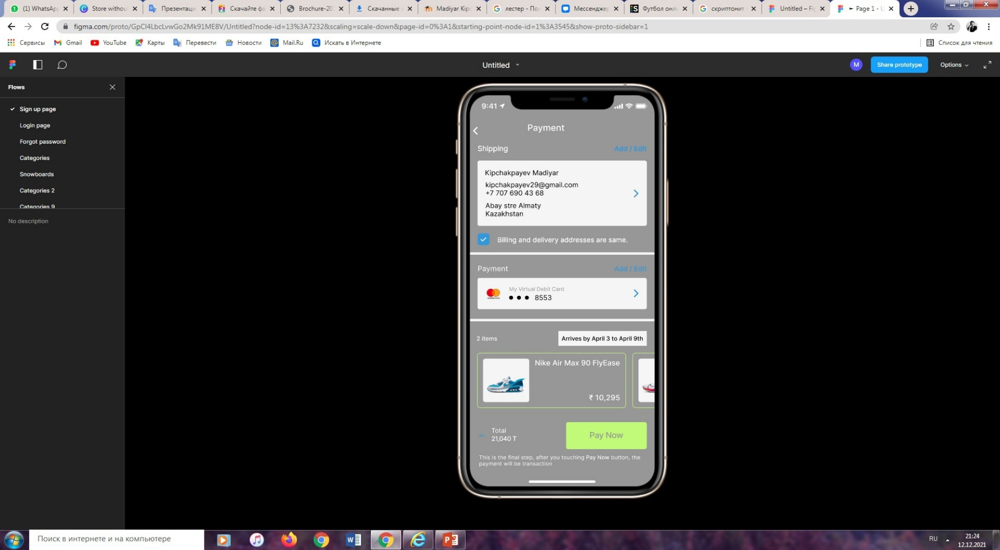 (1) WhatsAp
Store withou
Презентаци
Скачайте фа
Brochure-20
Скачанные
Madiyar Kip
лестер - По
Мессендже
Футбол онл
скриптонит
Untitled – Fi
► Page 1 - U
figma.com/proto/GpCl4LbcLvwGo2Mk91ME8V/Untitled?node-id=13%3A7232&scaling=scale-down&page-id=0%3A1&starting-point-node-id=1%3A3545&show-proto-sidebar=1
Сервисы
Gmail
YouTube
Карты
Перевести
Новости
Mail.Ru
Искать в Интернете
Список для чтения
Untitled
M
Share prototype
Options
Flows
Sign up page
Login page
Forgot password
Categories
Snowboards
Categories 2
Categories 9
No description
9:41
Payment
Shipping
Add / Edit
Kipchakpayev Madiyar
kipchakpayev29@gmail.com
+7 707 690 43 68
Abay stre Almaty
Kazakhstan
Billing and delivery addresses are same.
Payment
Add / Edit
My Virtual Debit Card
● ● ● 8553
2 items
Arrives by April 3 to April 9th
Nike Air Max 90 FlyEase
₹ 10,295
Total
21,040 T
Pay Now
This is the final step, after you touching Pay Now button, the
payment will be transaction
Поиск в интернете и на компьютере
RU
21:24
12.12.2021